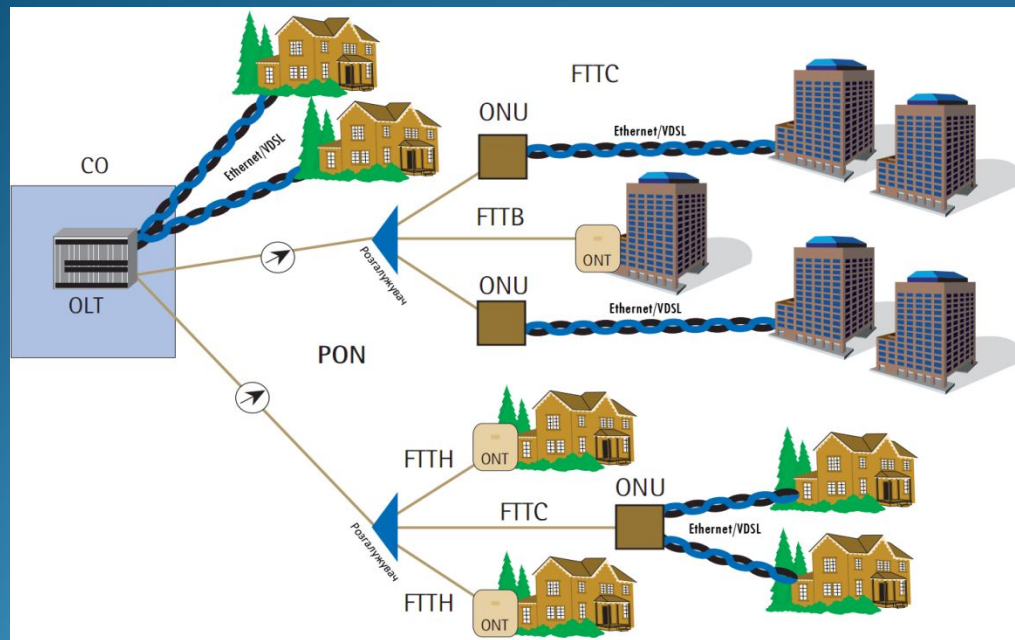 CO
OLT
Ethernet/VDSL
FTTC
ONU
Ethernet/VDSL
FTTB
ONT
Розгалужувач
ONU
Ethernet/VDSL
PON
FTTH
ONT
ONU
FTTC
Ethernet/VDSL
Розгалужувач
FTTH
ONT